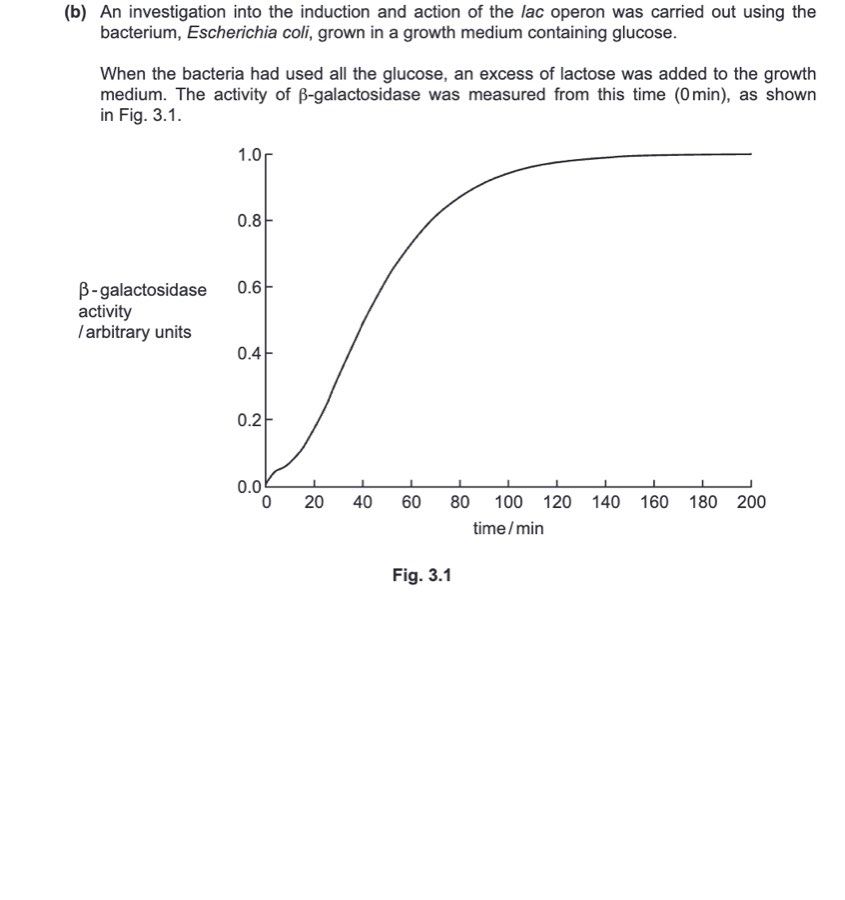 (b) An investigation into the induction and action of the lac operon was carried out using the
bacterium, Escherichia coli, grown in a growth medium containing glucose.
When the bacteria had used all the glucose, an excess of lactose was added to the growth
medium. The activity of β-galactosidase was measured from this time (0 min), as shown
in Fig. 3.1.
1.0
0.8
0.6
0.4
0.2
0.0
β-galactosidase
activity
/ arbitrary units
0 20 40 60 80 100 120 140 160 180 200
time / min
Fig. 3.1